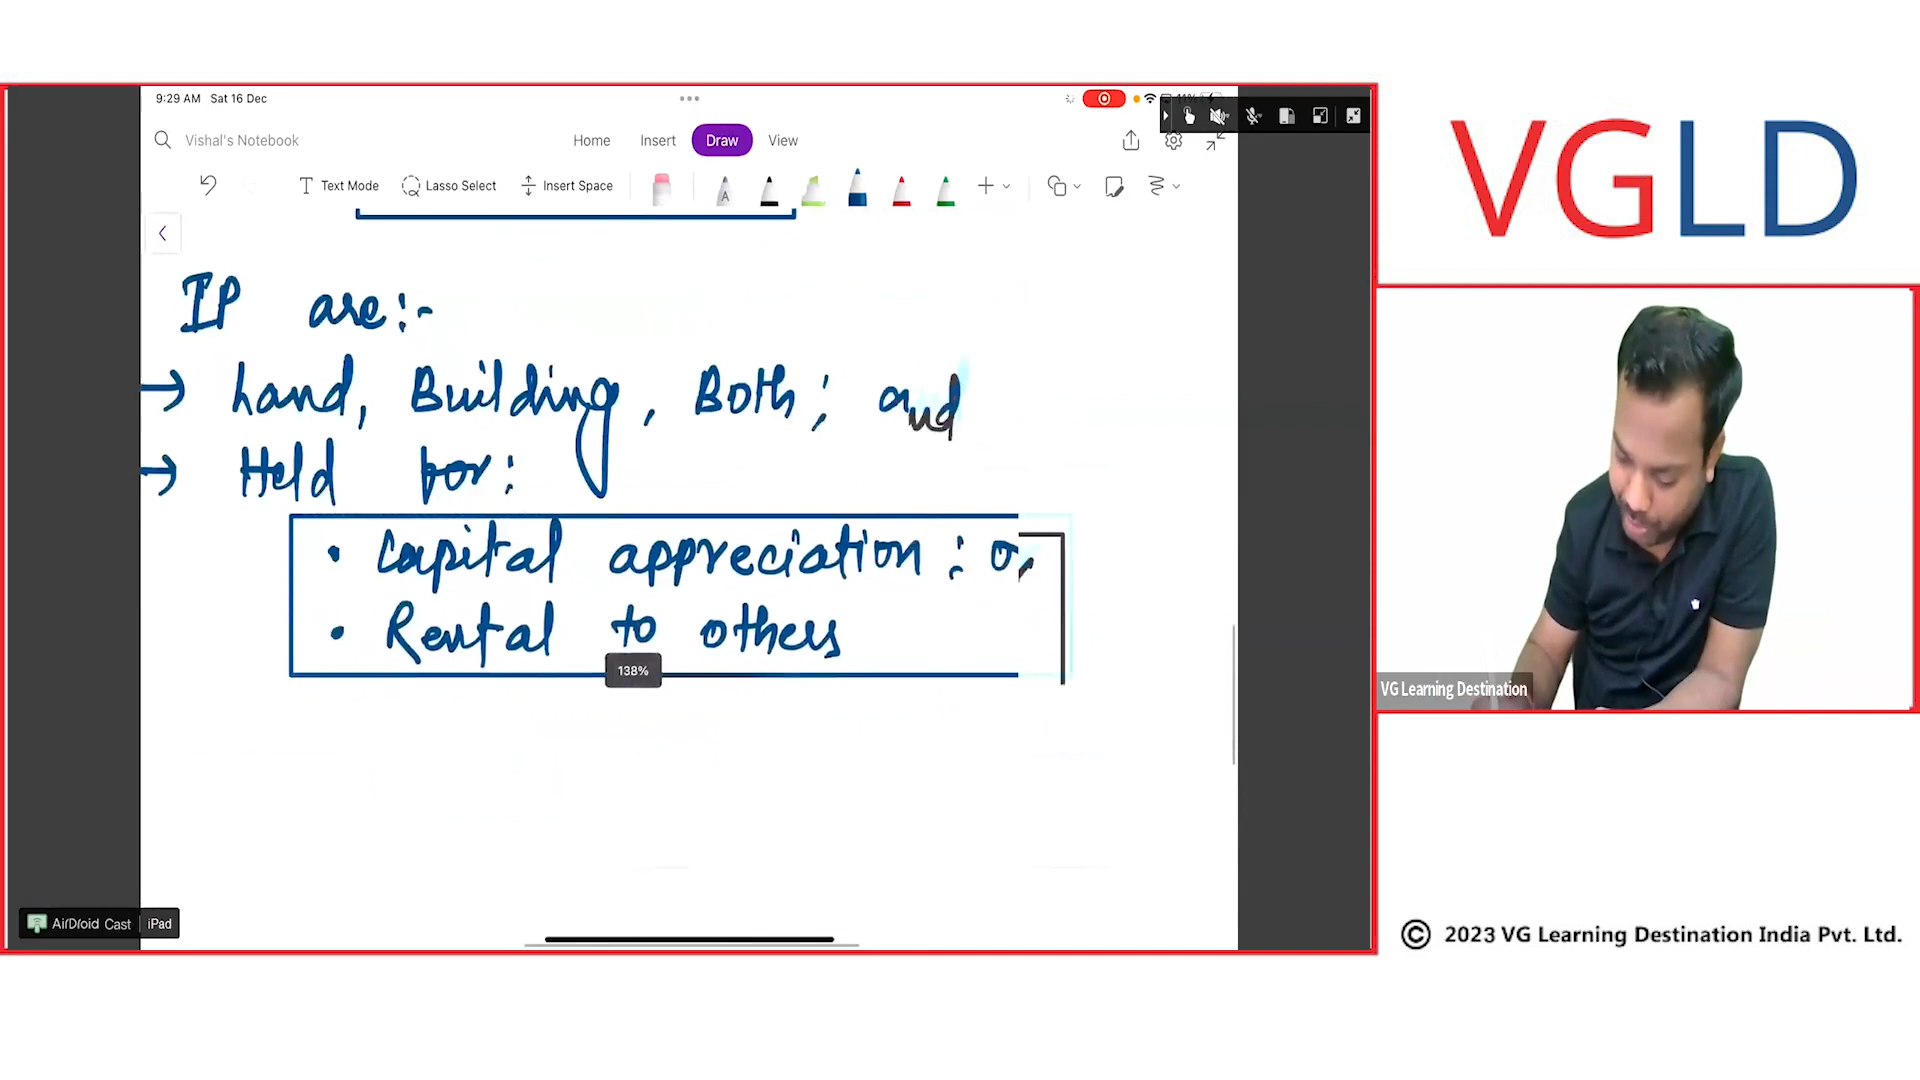 9:29 AM Sat 16 Dec
VGLD
Vishal's Notebook
Home Insert Draw View
Text Mode Lasso Select Insert Space
IP are:-
→ Land, Building, Both; and
→ Held for:
• Capital appreciation; or
• Rental to others
138%
VG Learning Destination
AirDroid Cast iPad
© 2023 VG Learning Destination India Pvt. Ltd.